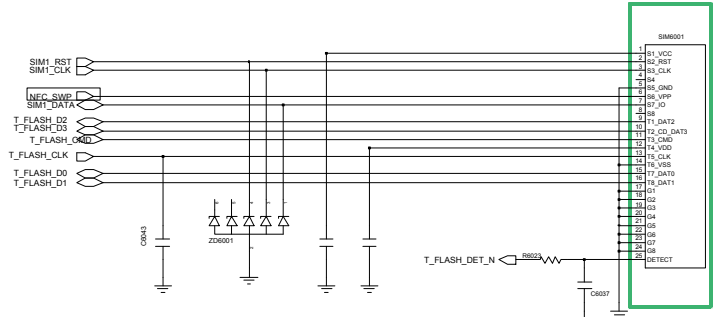 SIM6001
SIM1_RST
SIM1_CLK
NFC_SWP
SIM1_DATA
T_FLASH_D2
T_FLASH_D3
T_FLASH_CMD
T_FLASH_CLK
T_FLASH_D0
T_FLASH_D1
1 S1_VCC
2 S2_RST
3 S3_CLK
4 S4
5 S5_GND
6 S6_VPP
7 S7_IO
8 S8
9 T1_DAT2
10 T2_CD_DAT3
11 T3_CMD
12 T4_VDD
13 T5_CLK
14 T6_VSS
15 T7_DAT0
16 T8_DAT1
17 G1
18 G2
19 G3
20 G4
21 G5
22 G6
23 G7
24 G8
25 DETECT
C6043
ZD6001
T_FLASH_DET_N
R6023
C6037